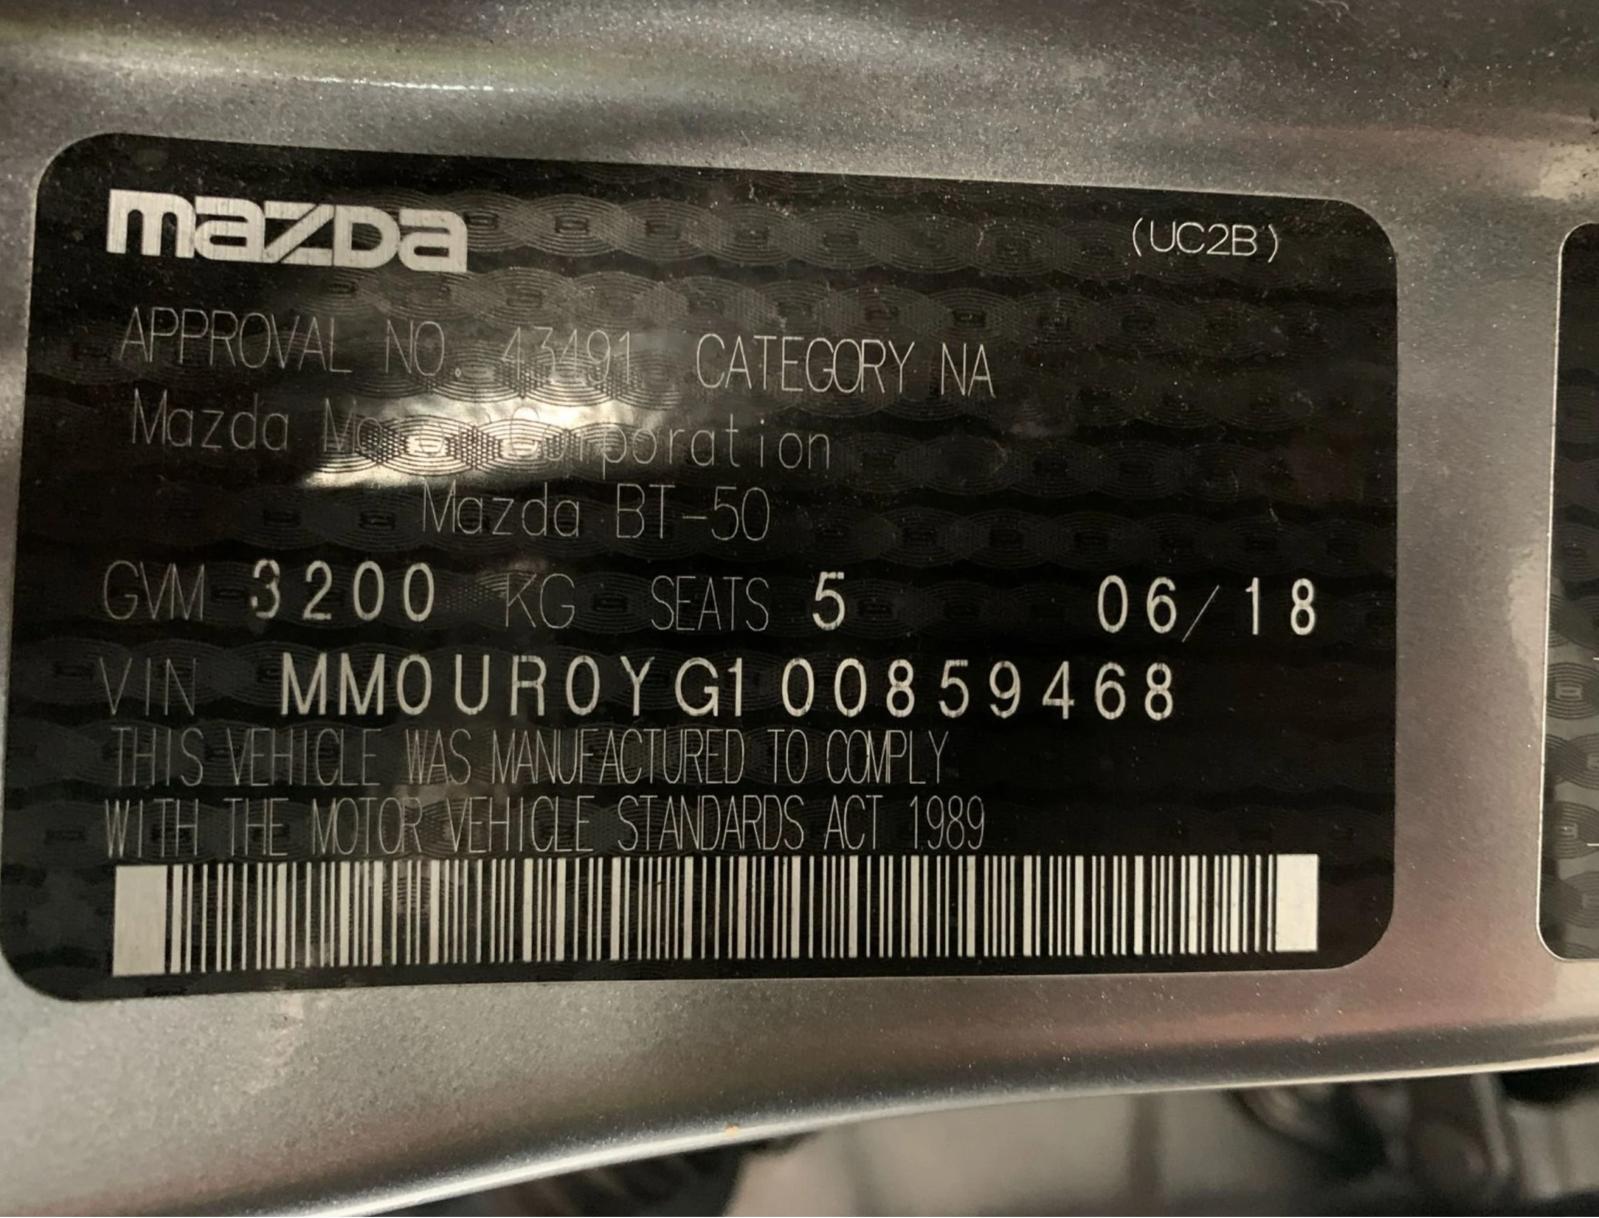 mazda (UC2B)
APPROVAL NO. 43491 CATEGORY NA
Mazda Motor Corporation
Mazda BT-50
GVM 3200 KG SEATS 5 06/18
VIN MM0UR0YG100859468
THIS VEHICLE WAS MANUFACTURED TO COMPLY
WITH THE MOTOR VEHICLE STANDARDS ACT 1989